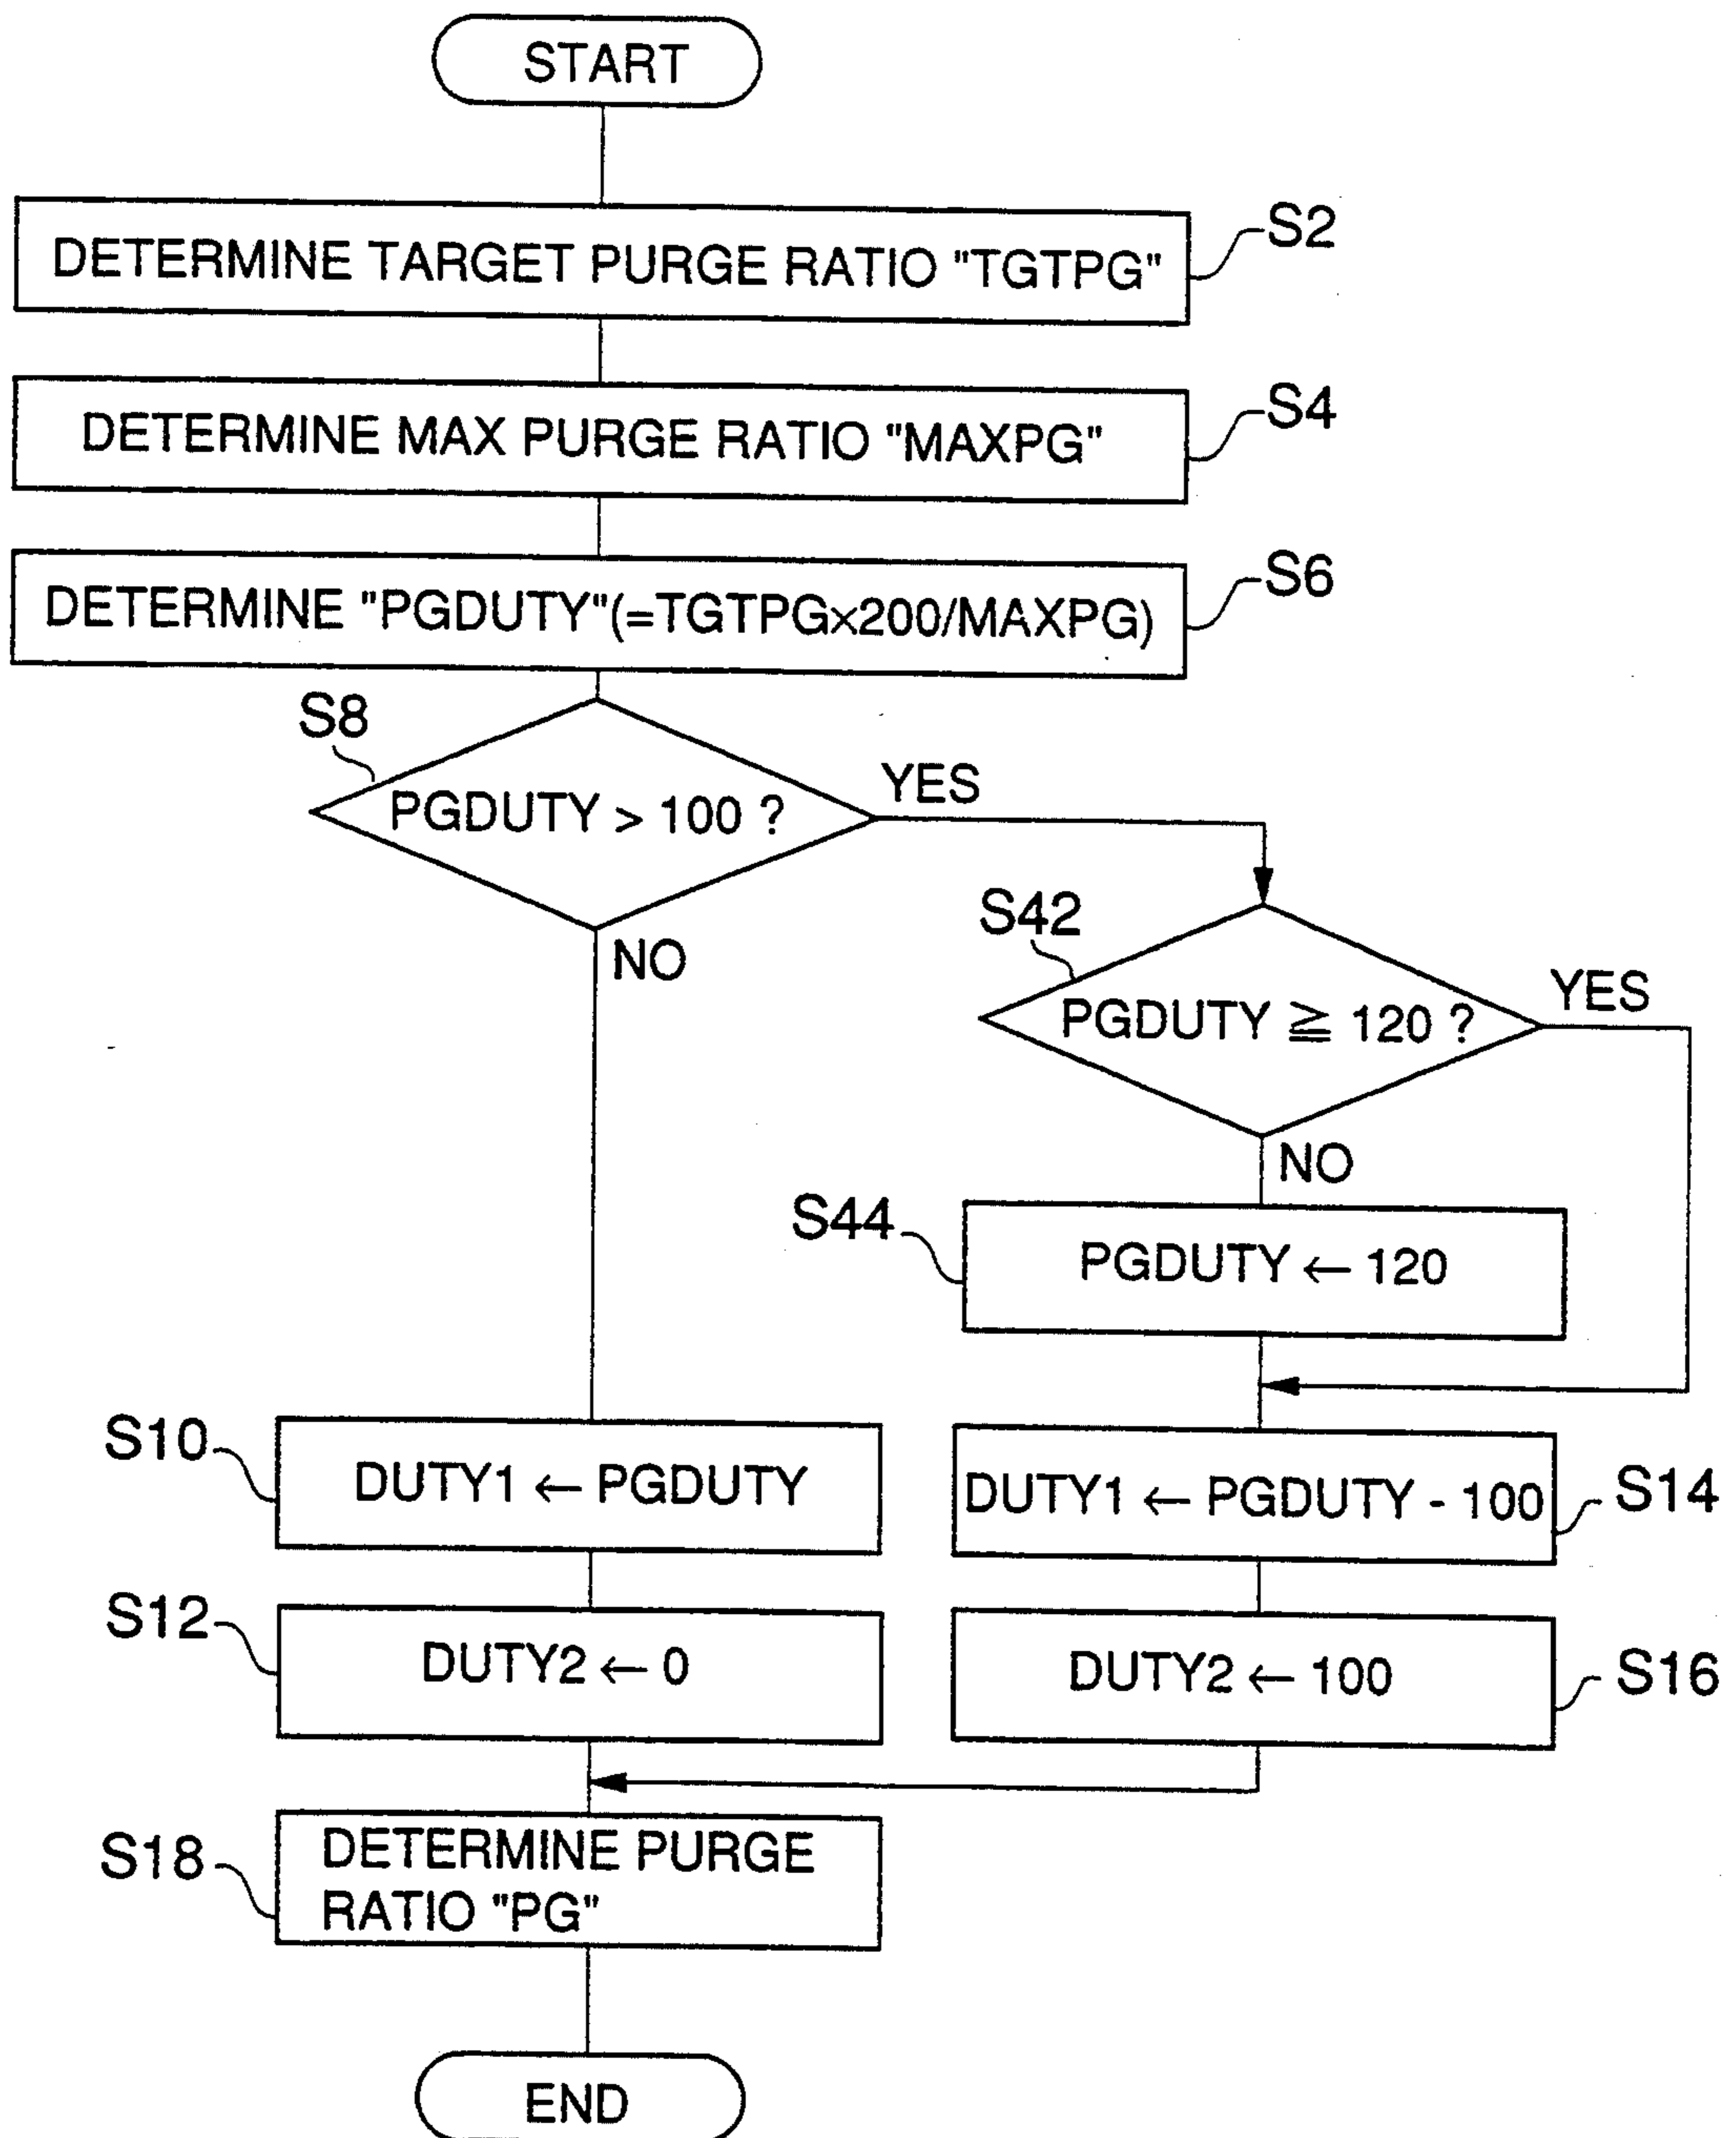 START
DETERMINE TARGET PURGE RATIO "TGTPG"
S2
DETERMINE MAX PURGE RATIO "MAXPG"
S4
DETERMINE "PGDUTY"(=TGTPG×200/MAXPG)
S6
S8
PGDUTY > 100 ?
YES
NO
S42
PGDUTY ≧ 120 ?
YES
NO
S44
PGDUTY ← 120
S10
DUTY1 ← PGDUTY
DUTY1 ← PGDUTY - 100
S14
S12
DUTY2 ← 0
DUTY2 ← 100
S16
S18
DETERMINE PURGE
RATIO "PG"
END